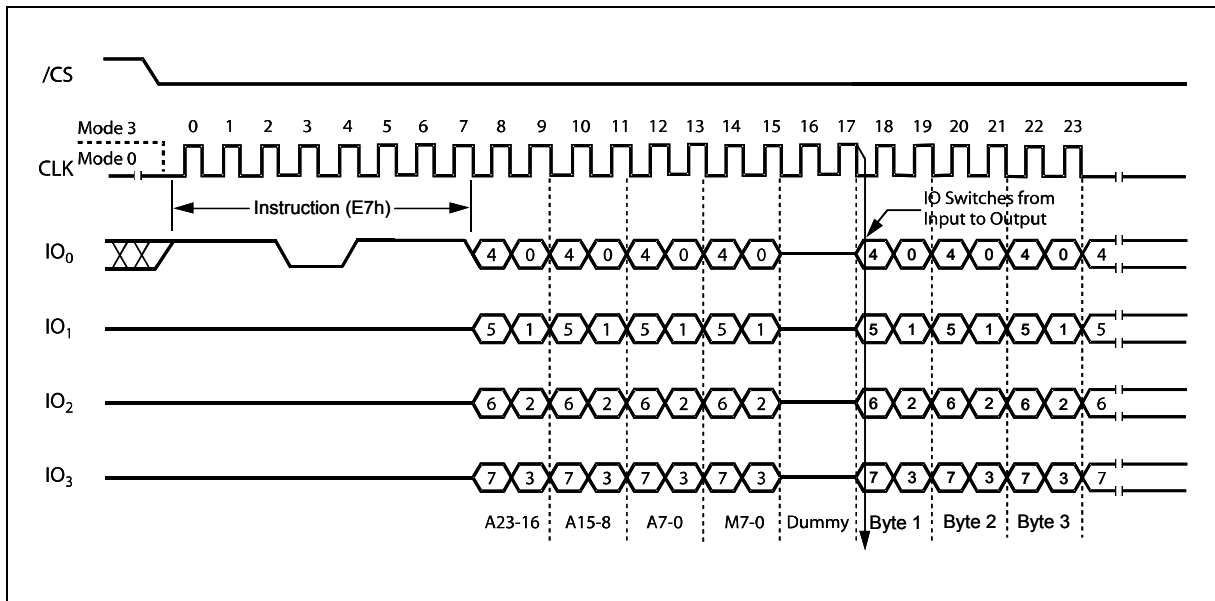 /CS
Mode 3
0 1 2 3 4 5 6 7 8 9 10 11 12 13 14 15 16 17 18 19 20 21 22 23
Mode 0
CLK
Instruction (E7h)
IO Switches from
Input to Output
IO₀ 4 0 4 0 4 0 4 0 4 0 4 0 4 0 4
IO₁ 5 1 5 1 5 1 5 1 5 1 5 1 5 1 5
IO₂ 6 2 6 2 6 2 6 2 6 2 6 2 6 2 6
IO₃ 7 3 7 3 7 3 7 3 7 3 7 3 7 3 7
A23-16 A15-8 A7-0 M7-0 Dummy Byte 1 Byte 2 Byte 3